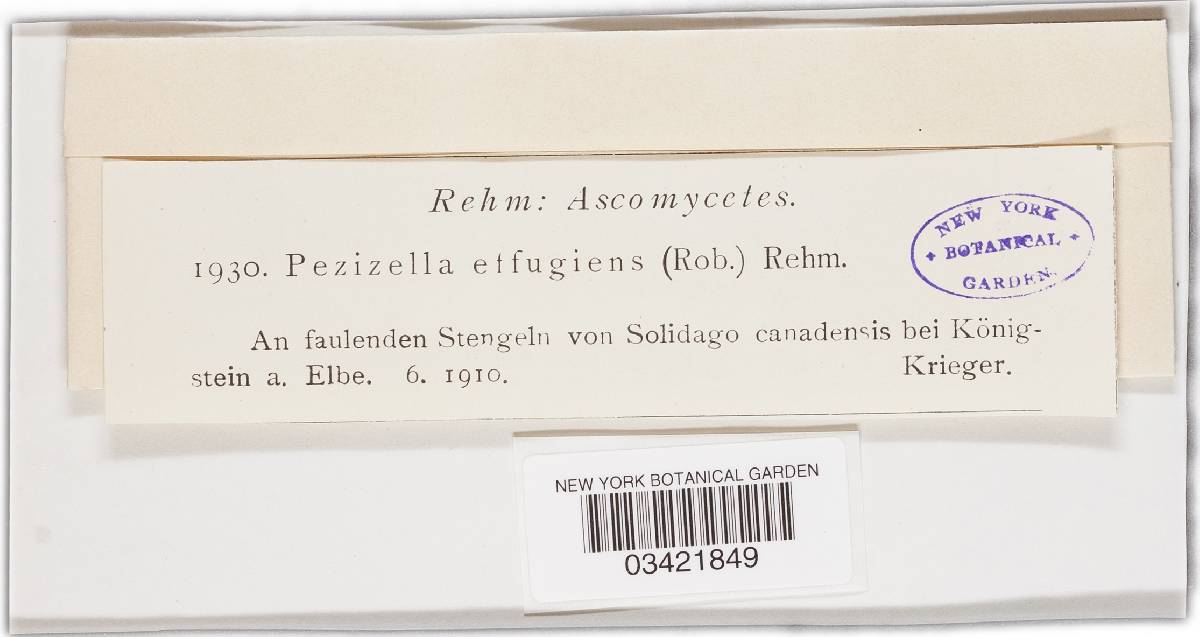 Rehm: Ascomycetes.
1930. Pezizella effugiens (Rob.) Rehm.
An faulenden Stengeln von Solidago canadensis bei König-
stein a. Elbe. 6. 1910. Krieger.
NEW YORK
BOTANICAL
GARDEN.
NEW YORK BOTANICAL GARDEN
03421849